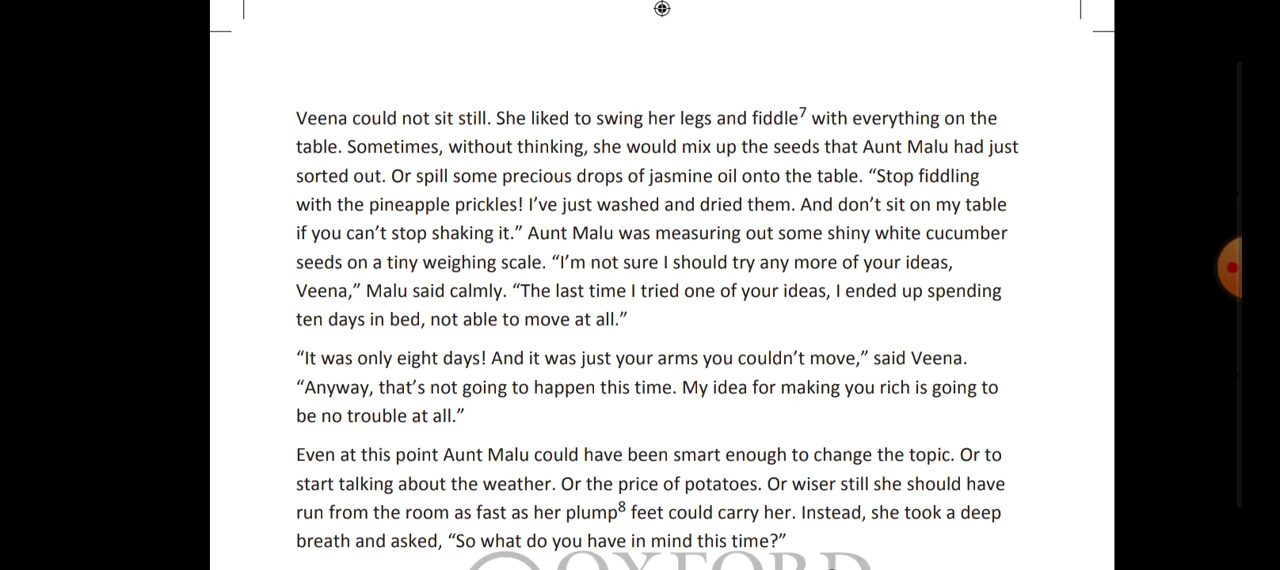 Veena could not sit still. She liked to swing her legs and fiddle7 with everything on the
table. Sometimes, without thinking, she would mix up the seeds that Aunt Malu had just
sorted out. Or spill some precious drops of jasmine oil onto the table. “Stop fiddling
with the pineapple prickles! I’ve just washed and dried them. And don’t sit on my table
if you can’t stop shaking it.” Aunt Malu was measuring out some shiny white cucumber
seeds on a tiny weighing scale. “I’m not sure I should try any more of your ideas,
Veena,” Malu said calmly. “The last time I tried one of your ideas, I ended up spending
ten days in bed, not able to move at all.”
“It was only eight days! And it was just your arms you couldn’t move,” said Veena.
“Anyway, that’s not going to happen this time. My idea for making you rich is going to
be no trouble at all.”
Even at this point Aunt Malu could have been smart enough to change the topic. Or to
start talking about the weather. Or the price of potatoes. Or wiser still she should have
run from the room as fast as her plump8 feet could carry her. Instead, she took a deep
breath and asked, “So what do you have in mind this time?”
OXFORD